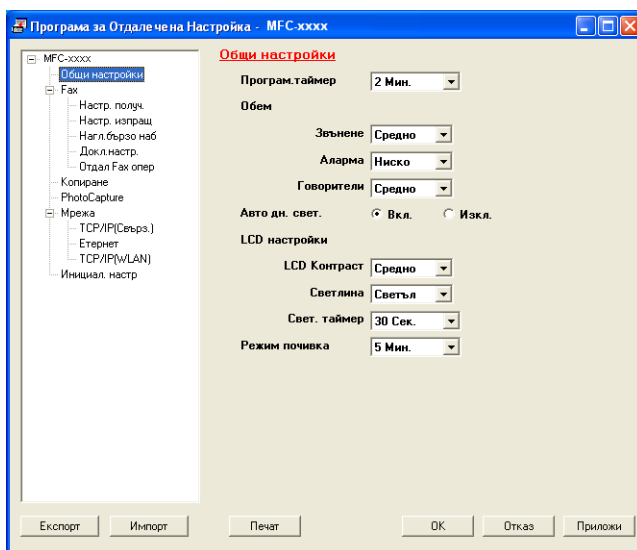 Програма за Отдалечена Настройка - MFC-xxxx
MFC-xxxx
Общи настройки
Fax
Настр. получ.
Настр. изпращ
Нагл.бързо наб
Докл.настр.
Отдал Fax опер
Копиране
PhotoCapture
Мрежа
TCP/IP(Свърз.)
Етернет
TCP/IP(WLAN)
Инициал. настр
Общи настройки
Програм.таймер 2 Мин.
Обем
Звънене Средно
Аларма Ниско
Говорители Средно
Авто дн. свет. Вкл. Изкл.
LCD настройки
LCD Контраст Средно
Светлина Светъл
Свет. таймер 30 Сек.
Режим почивка 5 Мин.
Експорт Импорт Печат OK Отказ Приложи